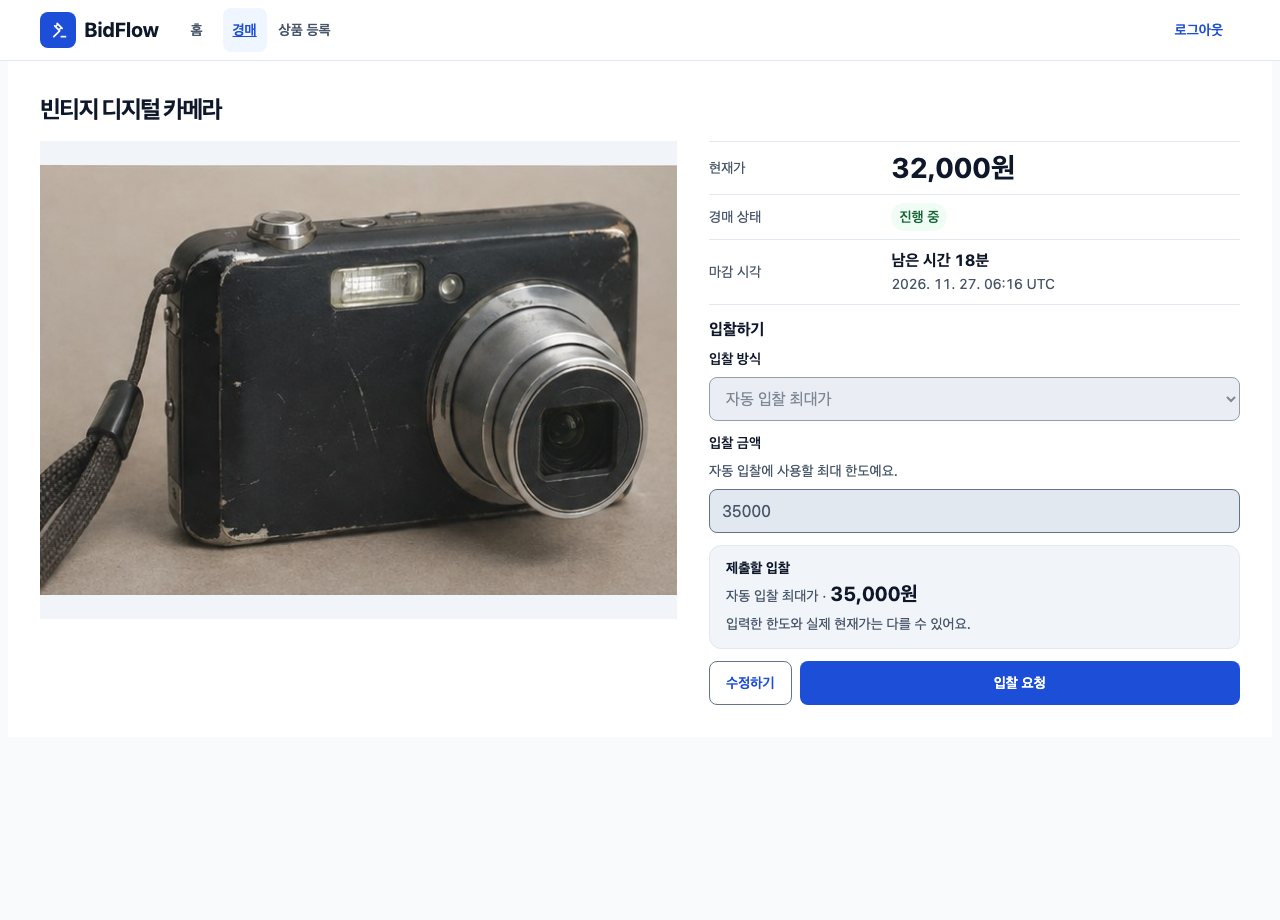 BidFlow
홈
경매
상품 등록
로그아웃
빈티지 디지털 카메라
현재가
32,000원
경매 상태
진행 중
마감 시각
남은 시간 18분
2026. 11. 27. 06:16 UTC
입찰하기
입찰 방식
자동 입찰 최대가
입찰 금액
자동 입찰에 사용할 최대 한도예요.
35000
제출할 입찰
자동 입찰 최대가 · 35,000원
입력한 한도와 실제 현재가는 다를 수 있어요.
수정하기
입찰 요청